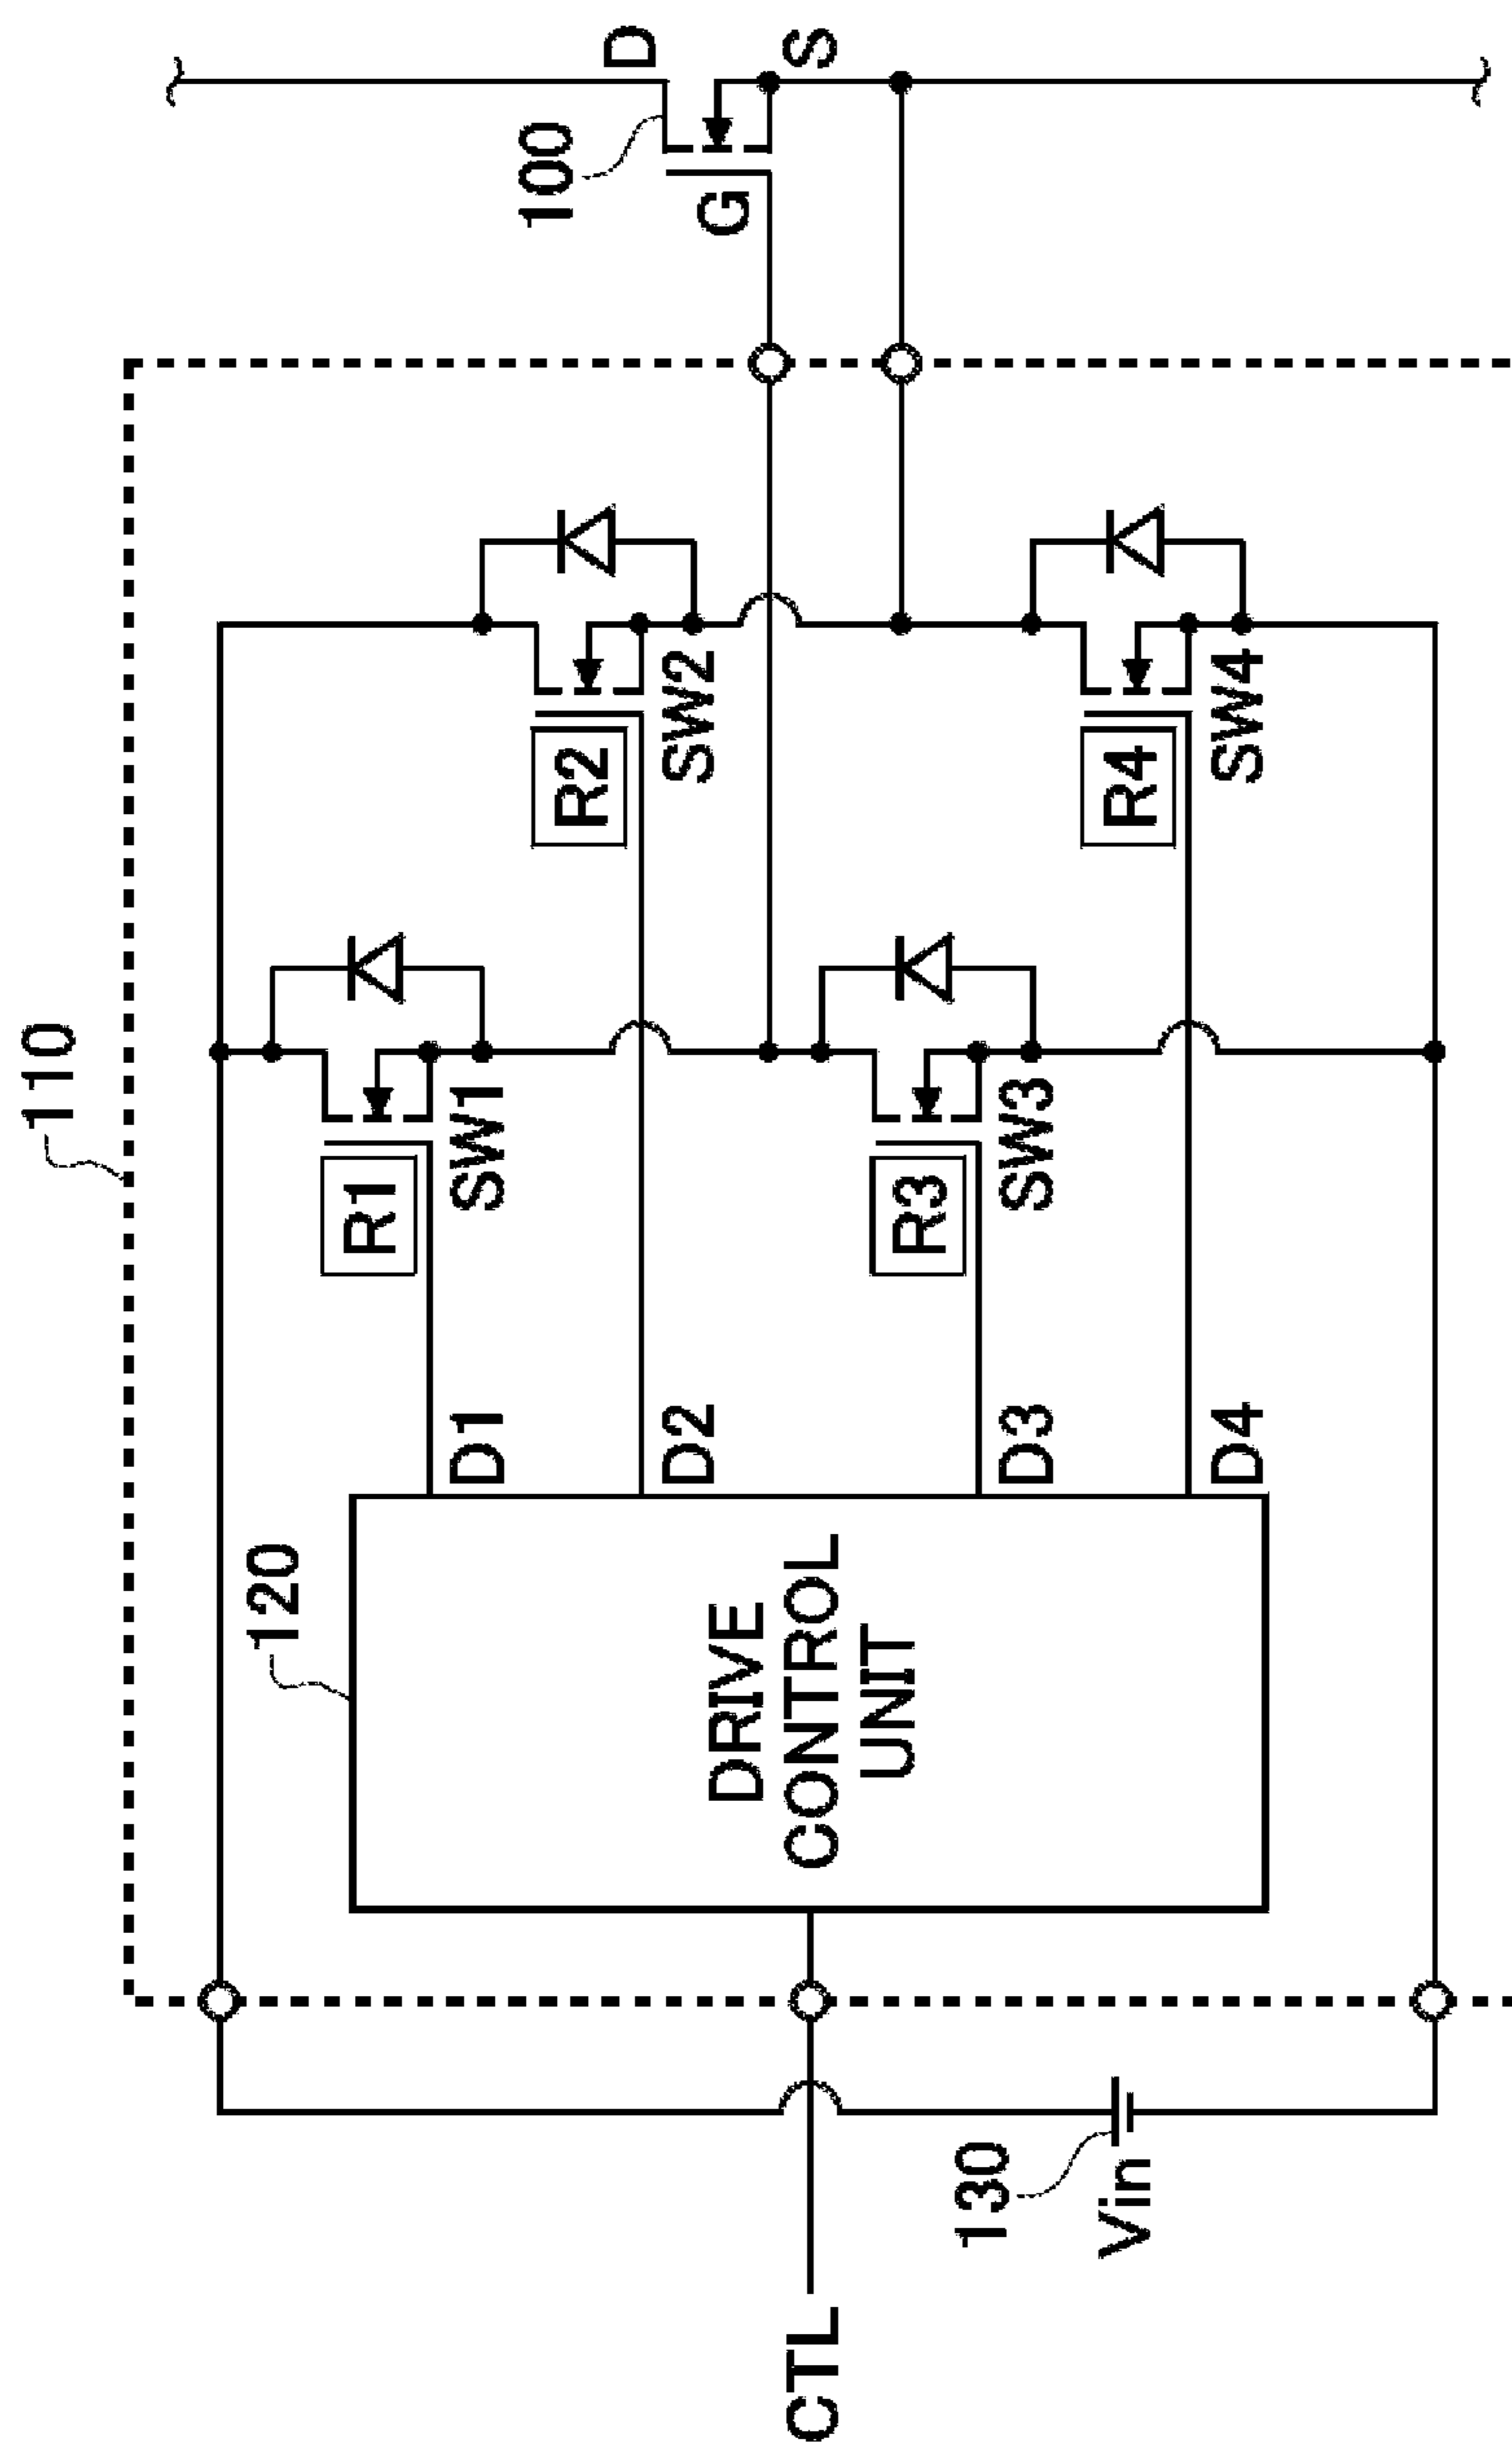 110
120
DRIVE
CONTROL
UNIT
D1
D2
D3
D4
R1
SW1
R2
SW2
R3
SW3
R4
SW4
100
D
G
S
130
Vin
CTL